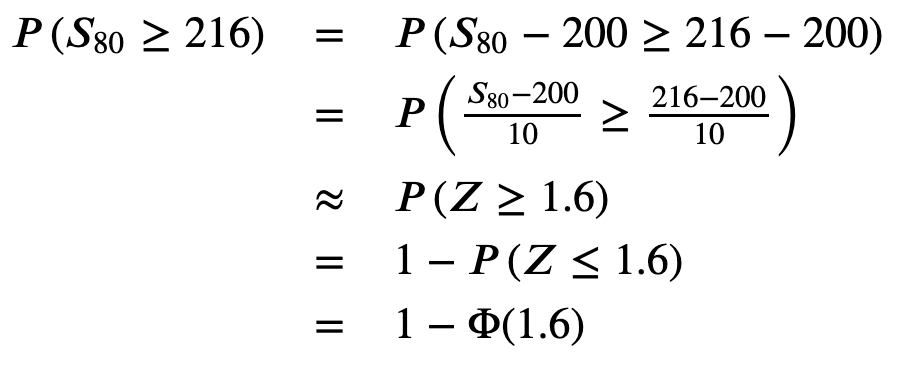 P(S₈₀ ≥ 216) = P(S₈₀ − 200 ≥ 216 − 200)
= P((S₈₀−200)/10 ≥ (216−200)/10)
≈ P(Z ≥ 1.6)
= 1 − P(Z ≤ 1.6)
= 1 − Φ(1.6)